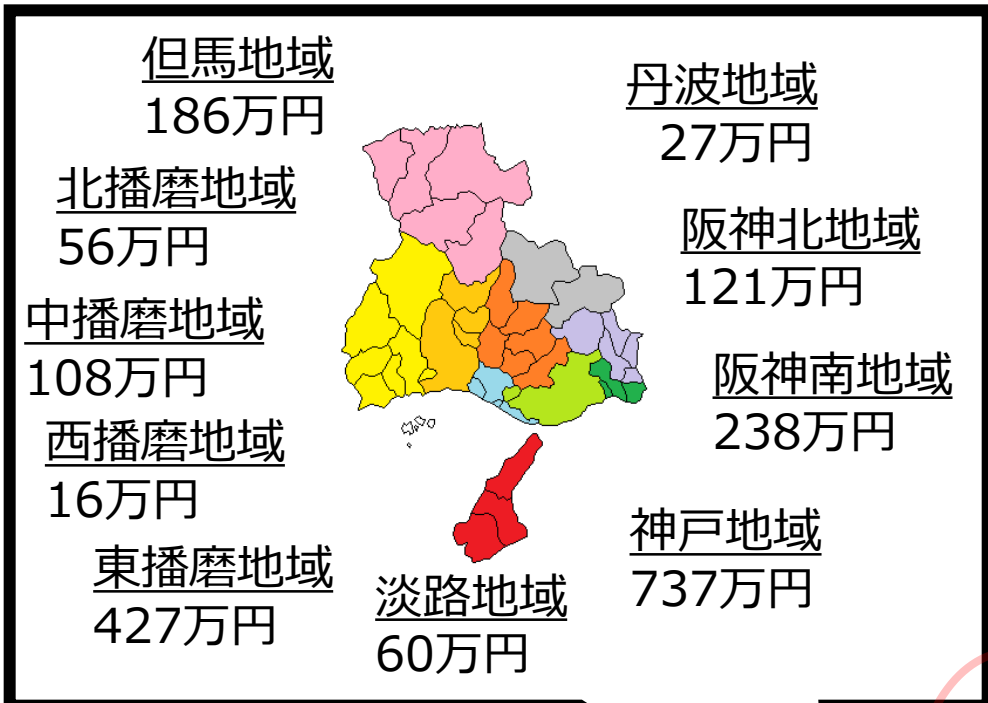 但馬地域
186万円
北播磨地域
56万円
中播磨地域
108万円
西播磨地域
16万円
東播磨地域
427万円
淡路地域
60万円
丹波地域
27万円
阪神北地域
121万円
阪神南地域
238万円
神戸地域
737万円